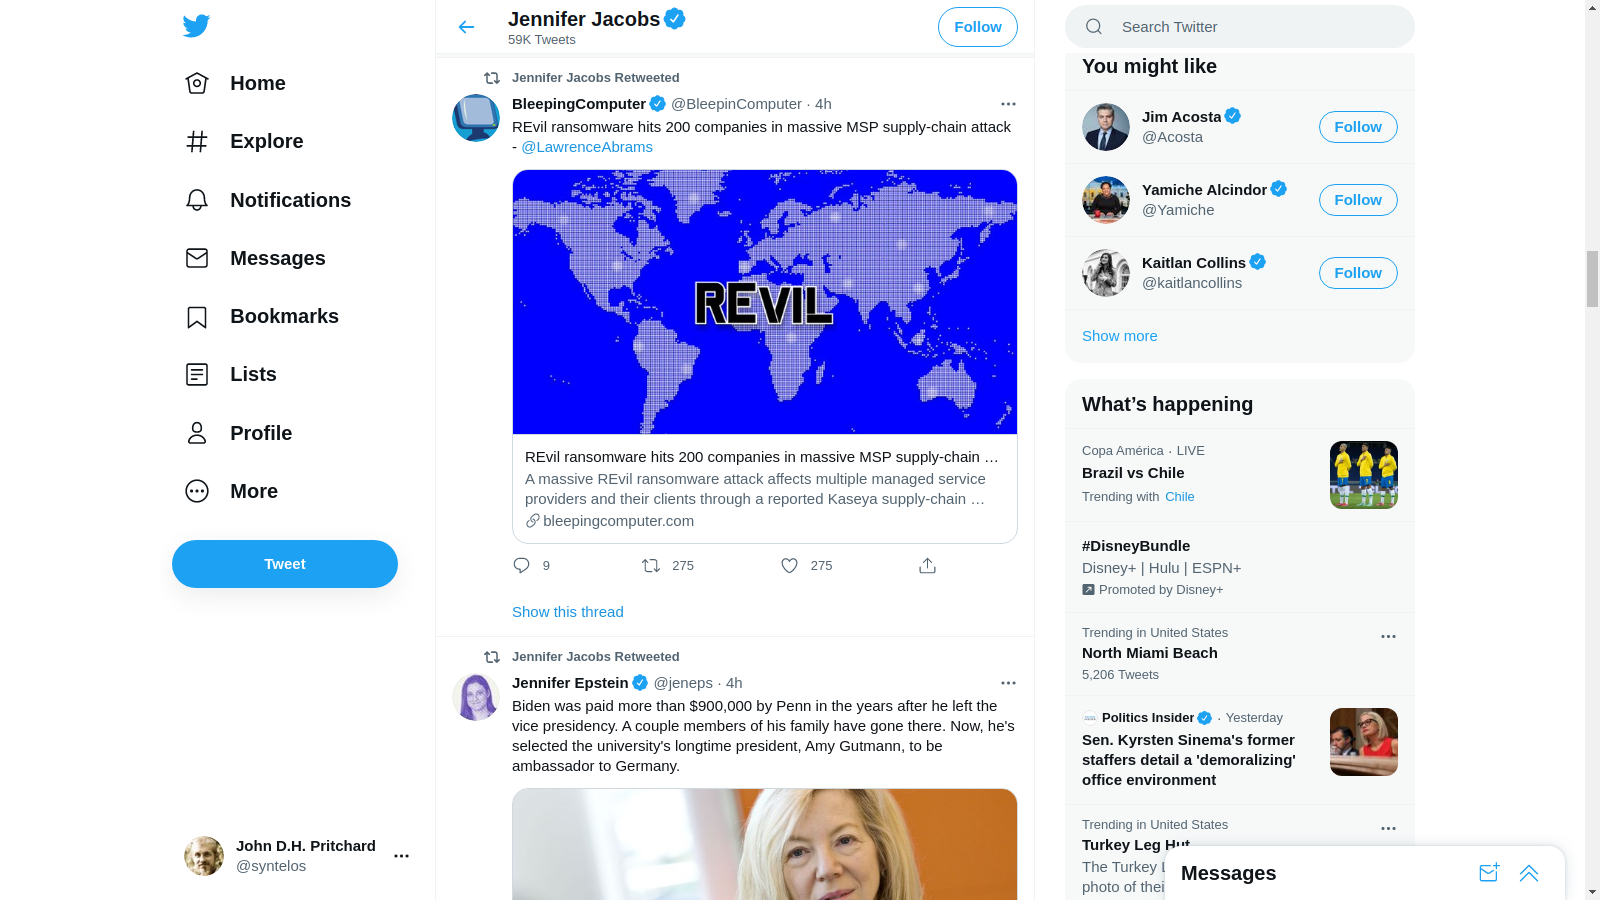 Home
Explore
Notifications
Messages
Bookmarks
Lists
Profile
More
Tweet
John D.H. Pritchard
@syntelos
Jennifer Jacobs
59K Tweets
Follow
Jennifer Jacobs Retweeted
BleepingComputer @BleepinComputer · 4h
REvil ransomware hits 200 companies in massive MSP supply-chain attack
- @LawrenceAbrams
REVIL
REvil ransomware hits 200 companies in massive MSP supply-chain …
A massive REvil ransomware attack affects multiple managed service
providers and their clients through a reported Kaseya supply-chain …
bleepingcomputer.com
9 275 275
Show this thread
Jennifer Jacobs Retweeted
Jennifer Epstein @jeneps · 4h
Biden was paid more than $900,000 by Penn in the years after he left the
vice presidency. A couple members of his family have gone there. Now, he's
selected the university's longtime president, Amy Gutmann, to be
ambassador to Germany.
Search Twitter
You might like
Jim Acosta
@Acosta
Follow
Yamiche Alcindor
@Yamiche
Follow
Kaitlan Collins
@kaitlancollins
Follow
Show more
What’s happening
Copa América · LIVE
Brazil vs Chile
Trending with Chile
#DisneyBundle
Disney+ | Hulu | ESPN+
Promoted by Disney+
Trending in United States
North Miami Beach
5,206 Tweets
Politics Insider · Yesterday
Sen. Kyrsten Sinema's former
staffers detail a 'demoralizing'
office environment
Trending in United States
Turkey Leg Hut
The Turkey
photo of thei
Messages